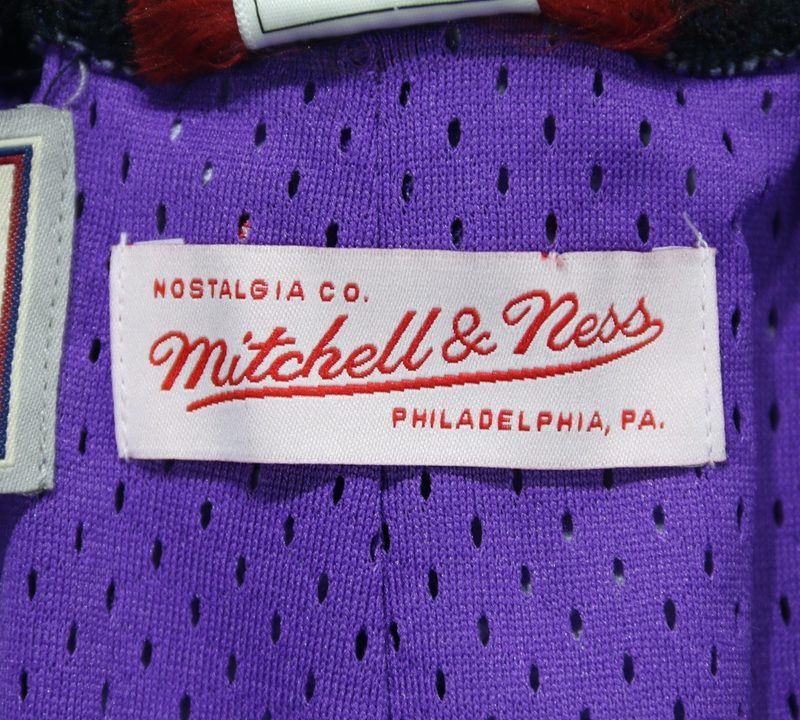 NOSTALGIA CO.
Mitchell & Ness
PHILADELPHIA, PA.